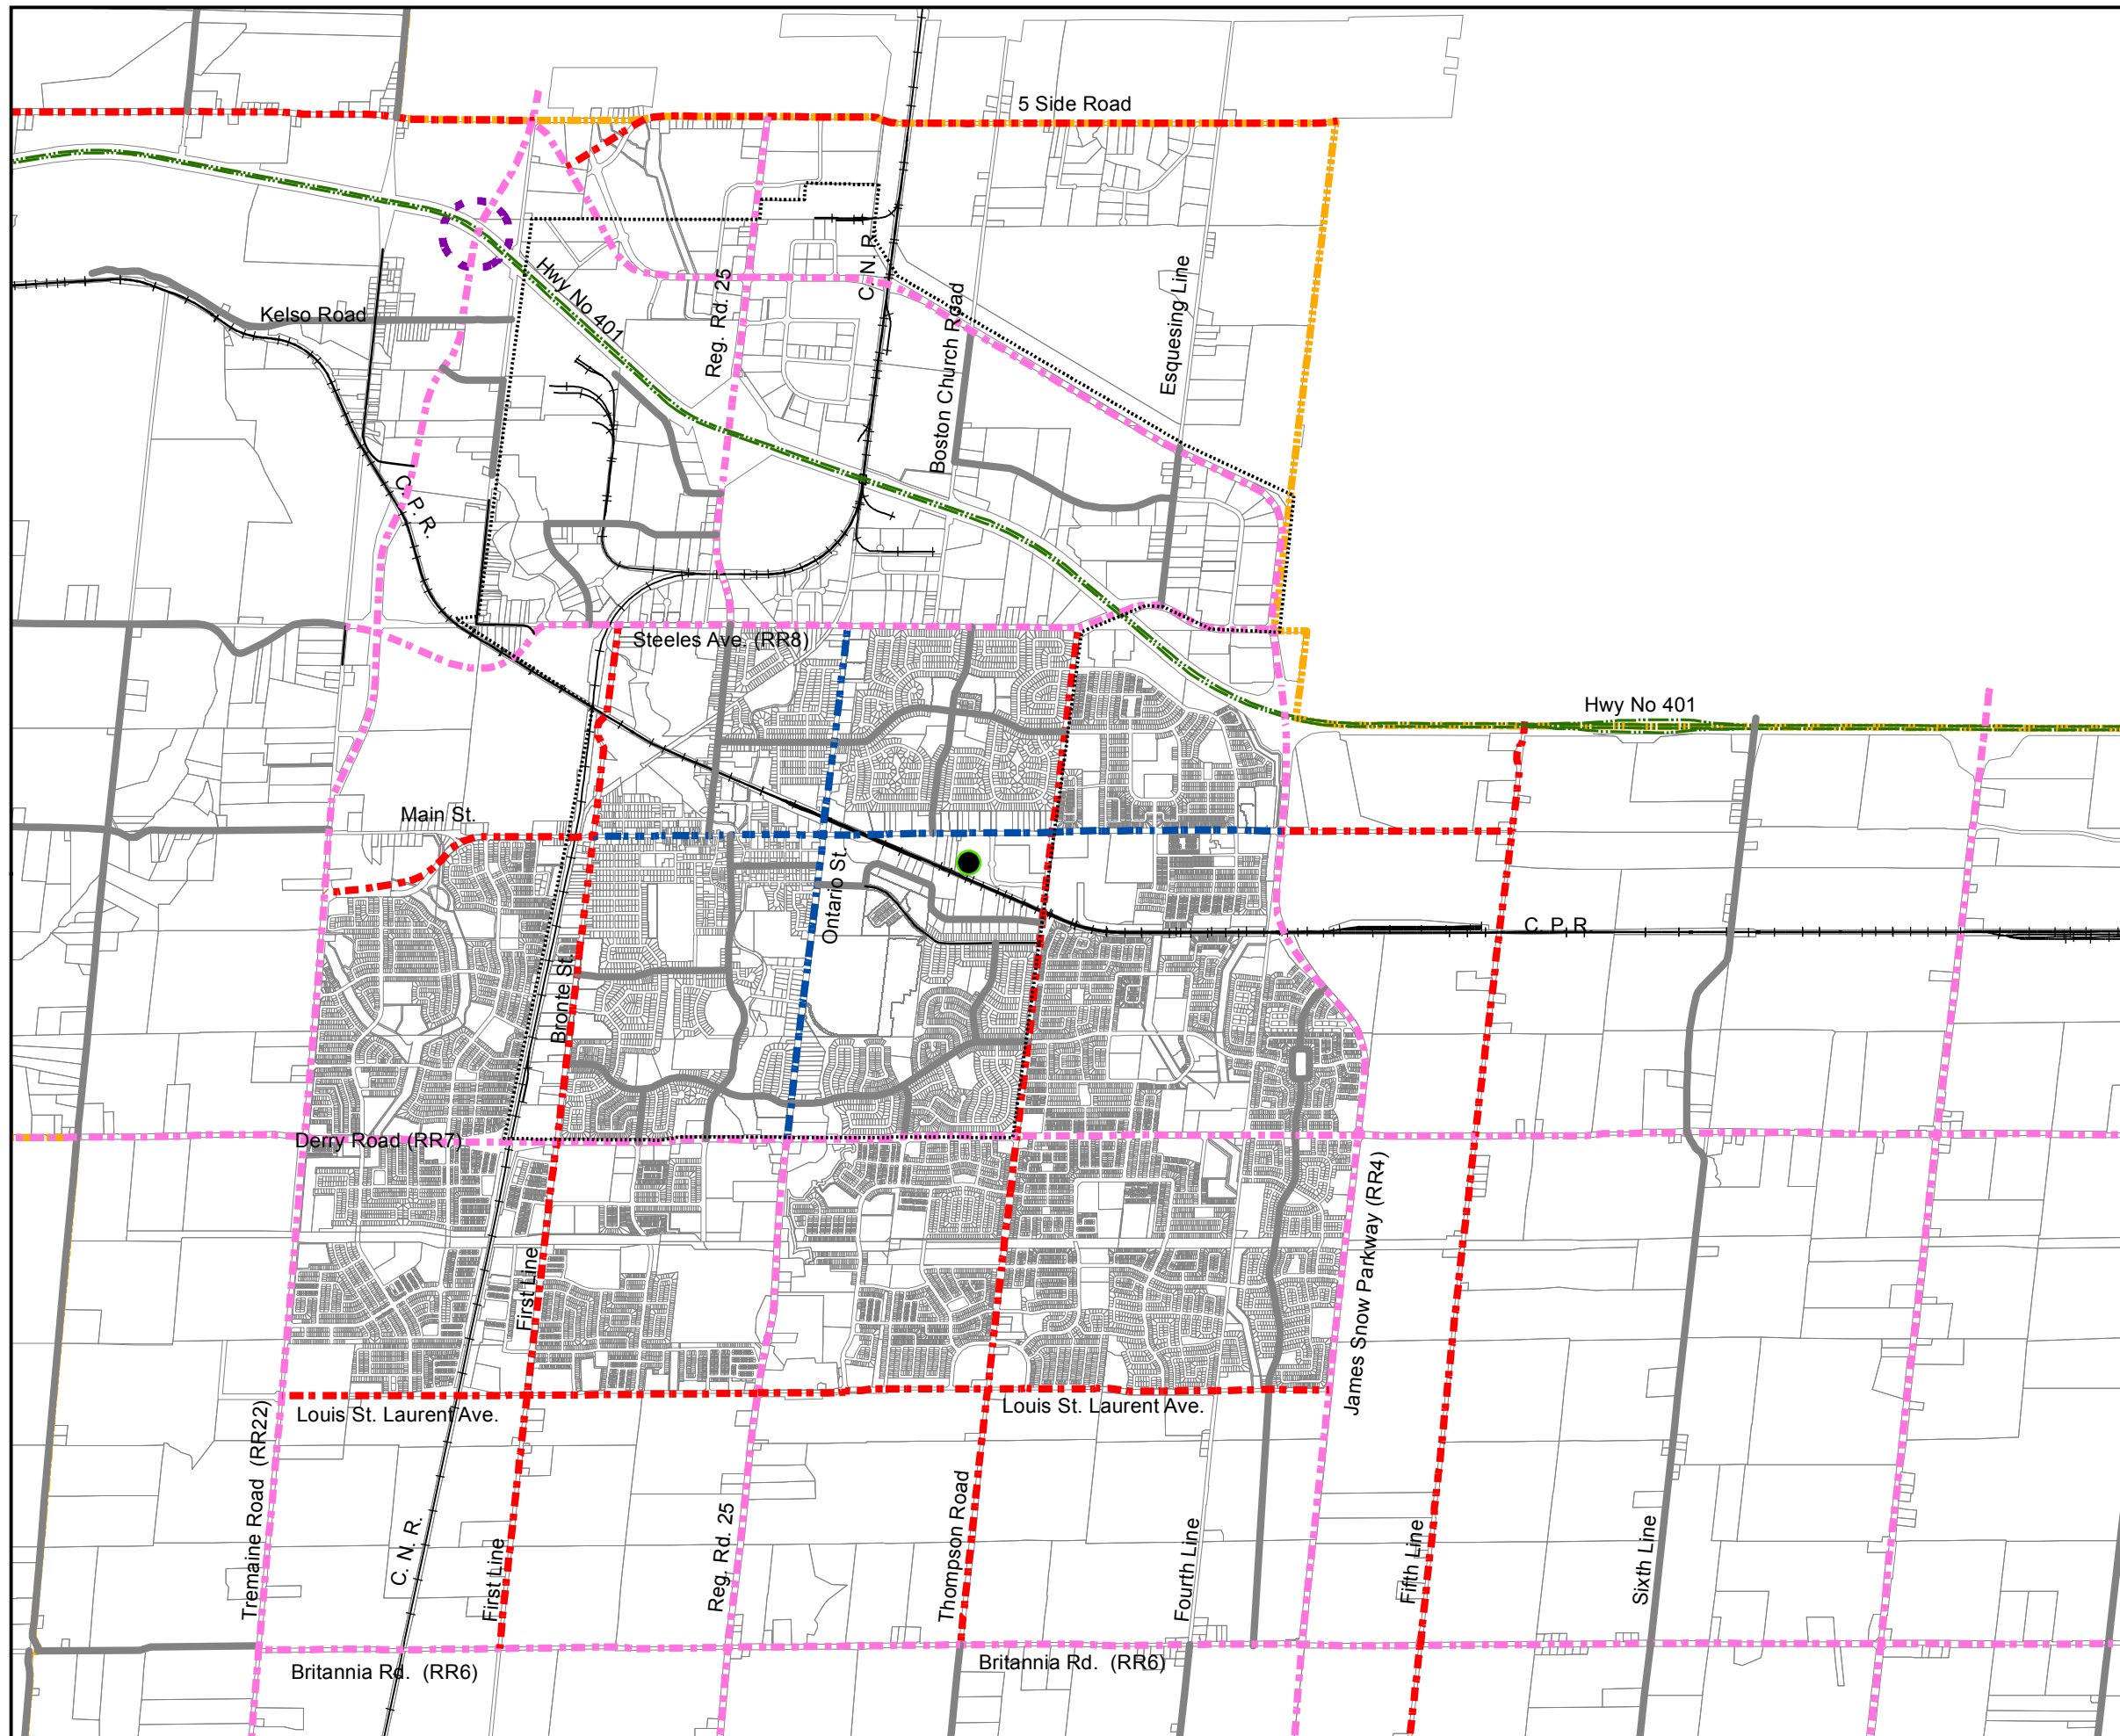 5 Side Road
Hwy No 401
Kelso Road
Reg. Rd. 25
C. N. R.
Boston Church Road
Esquesing Line
C. P. R.
Steeles Ave. (RR8)
Hwy No 401
Main St.
Ontario St.
C. P. R
Bronte St.
Derry Road (RR7)
First Line
James Snow Parkway (RR4)
Louis St. Laurent Ave.
Louis St. Laurent Ave.
Tremaine Road (RR22)
C. N. R.
First Line
Reg. Rd. 25
Thompson Road
Fourth Line
Fifth Line
Sixth Line
Britannia Rd. (RR6)
Britannia Rd. (RR6)